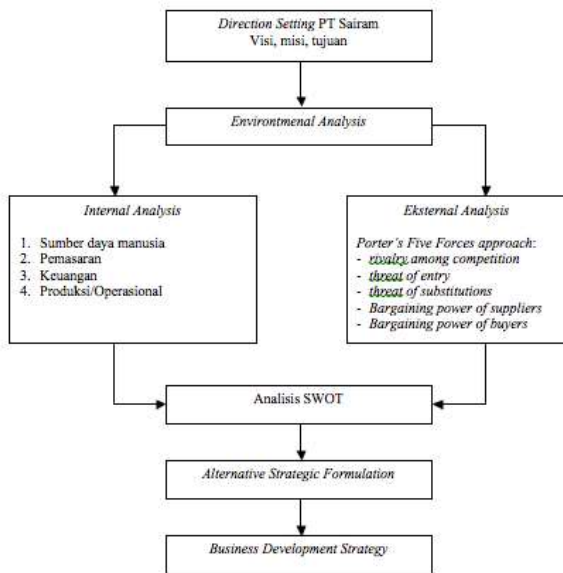 Direction Setting PT Sairam
Visi, misi, tujuan
Environtmenal Analysis
Internal Analysis
1. Sumber daya manusia
2. Pemasaran
3. Keuangan
4. Produksi/Operasional
Eksternal Analysis
Porter's Five Forces approach:
- rivalry among competition
- threat of entry
- threat of substitutions
- Bargaining power of suppliers
- Bargaining power of buyers
Analisis SWOT
Alternative Strategic Formulation
Business Development Strategy